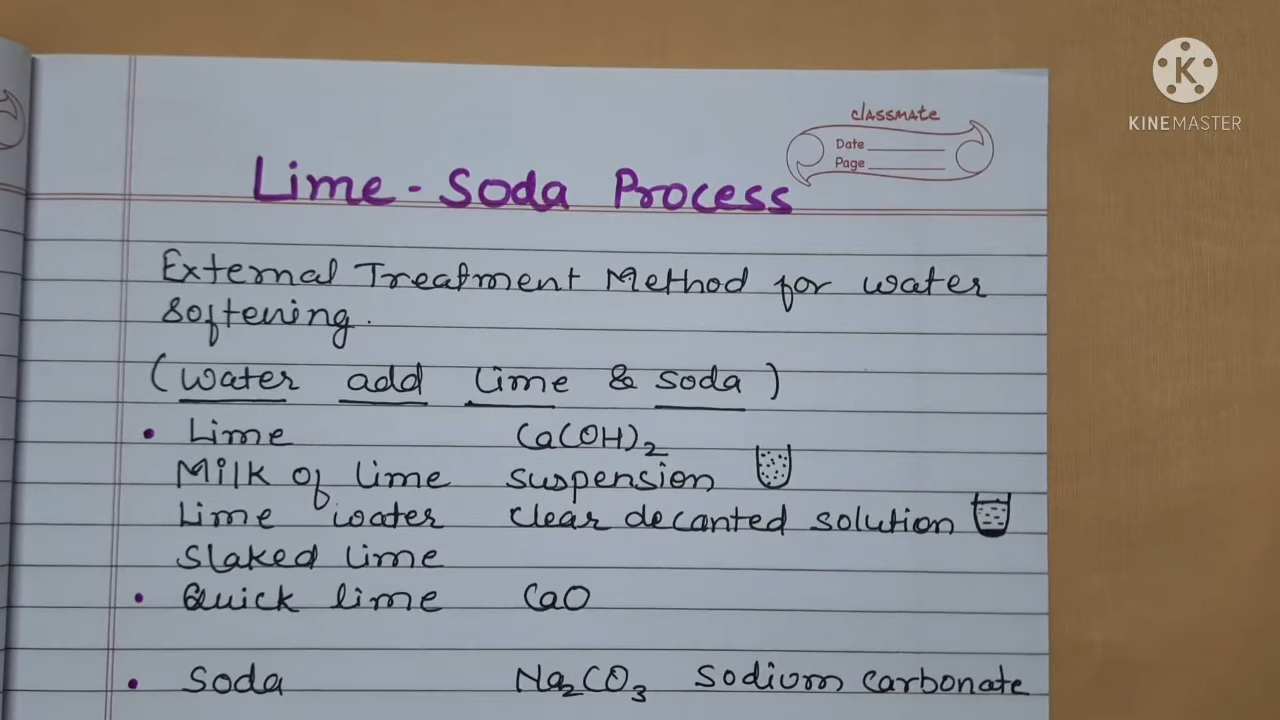 classmate
Date
Page
KINEMASTER
Lime - Soda Process
External Treatment Method for water
softening.
(water add lime & soda)
• Lime Ca(OH)2
Milk of lime suspension
Lime water clear decanted solution
Slaked lime
• Quick lime CaO
• Soda Na2CO3 Sodium carbonate